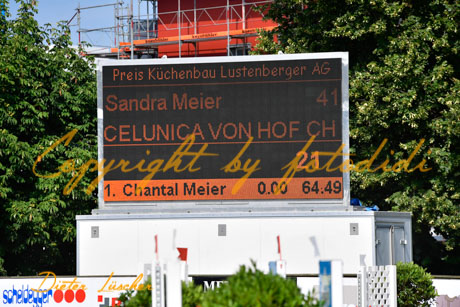 Preis Küchenbau Lustenberger AG
Sandra Meier 41
CELUNICA VON HOF CH
Copyright by fotodidi
1. Chantal Meier 0.00 64.49
scheidegger
Dieter Lüscher